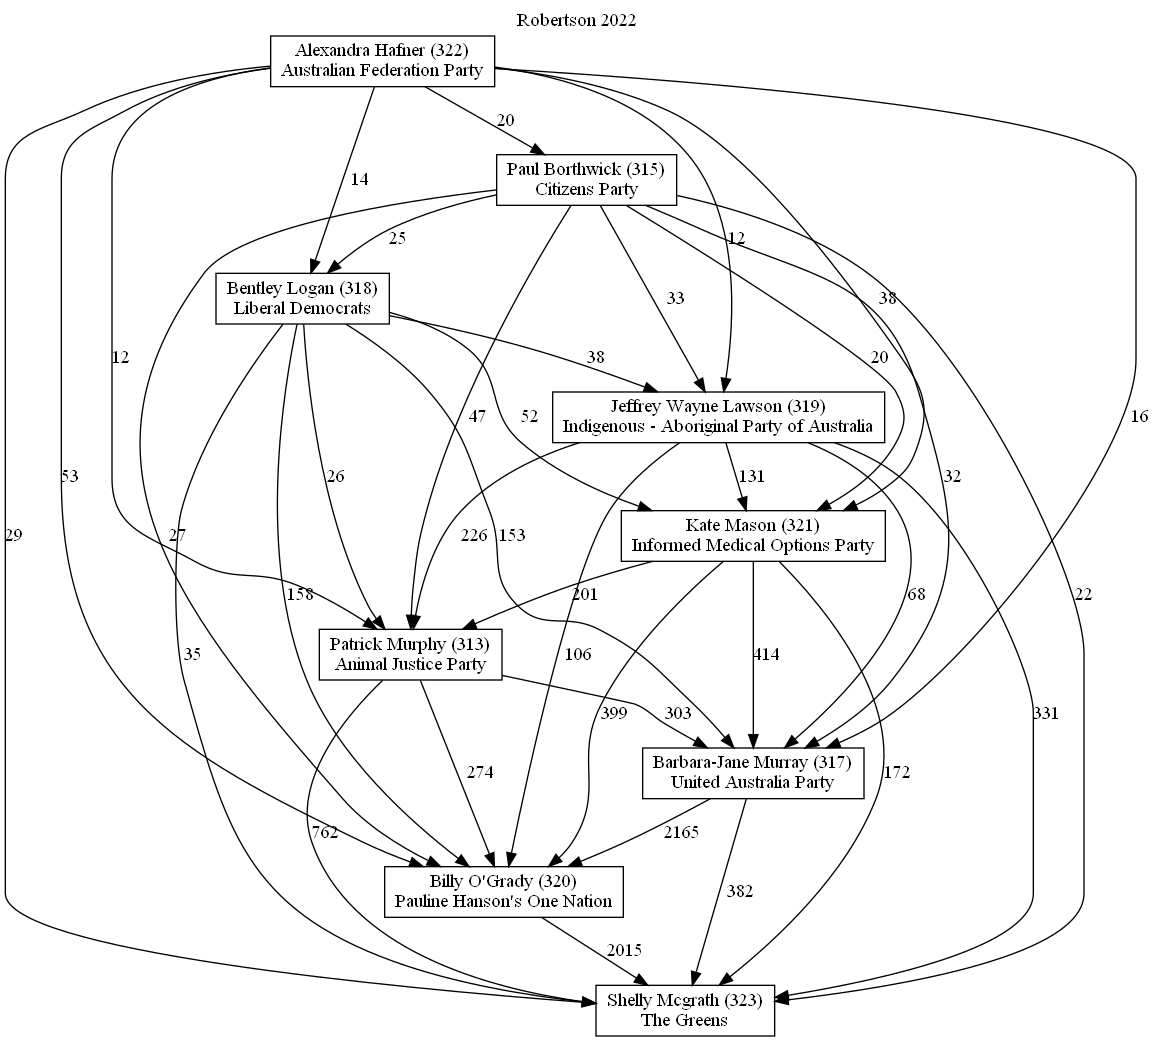 Robertson 2022
Alexandra Hafner (322)
Australian Federation Party
20
Paul Borthwick (315)
Citizens Party
14
25
12
Bentley Logan (318)
Liberal Democrats
33
38
12
38
20
Jeffrey Wayne Lawson (319)
Indigenous - Aboriginal Party of Australia
47
52
16
53
26
131
32
Kate Mason (321)
Informed Medical Options Party
29
27
226
153
158
201
68
22
Patrick Murphy (313)
Animal Justice Party
35
106
414
399
303
331
Barbara-Jane Murray (317)
United Australia Party
274
172
762
2165
Billy O'Grady (320)
Pauline Hanson's One Nation
382
2015
Shelly Mcgrath (323)
The Greens